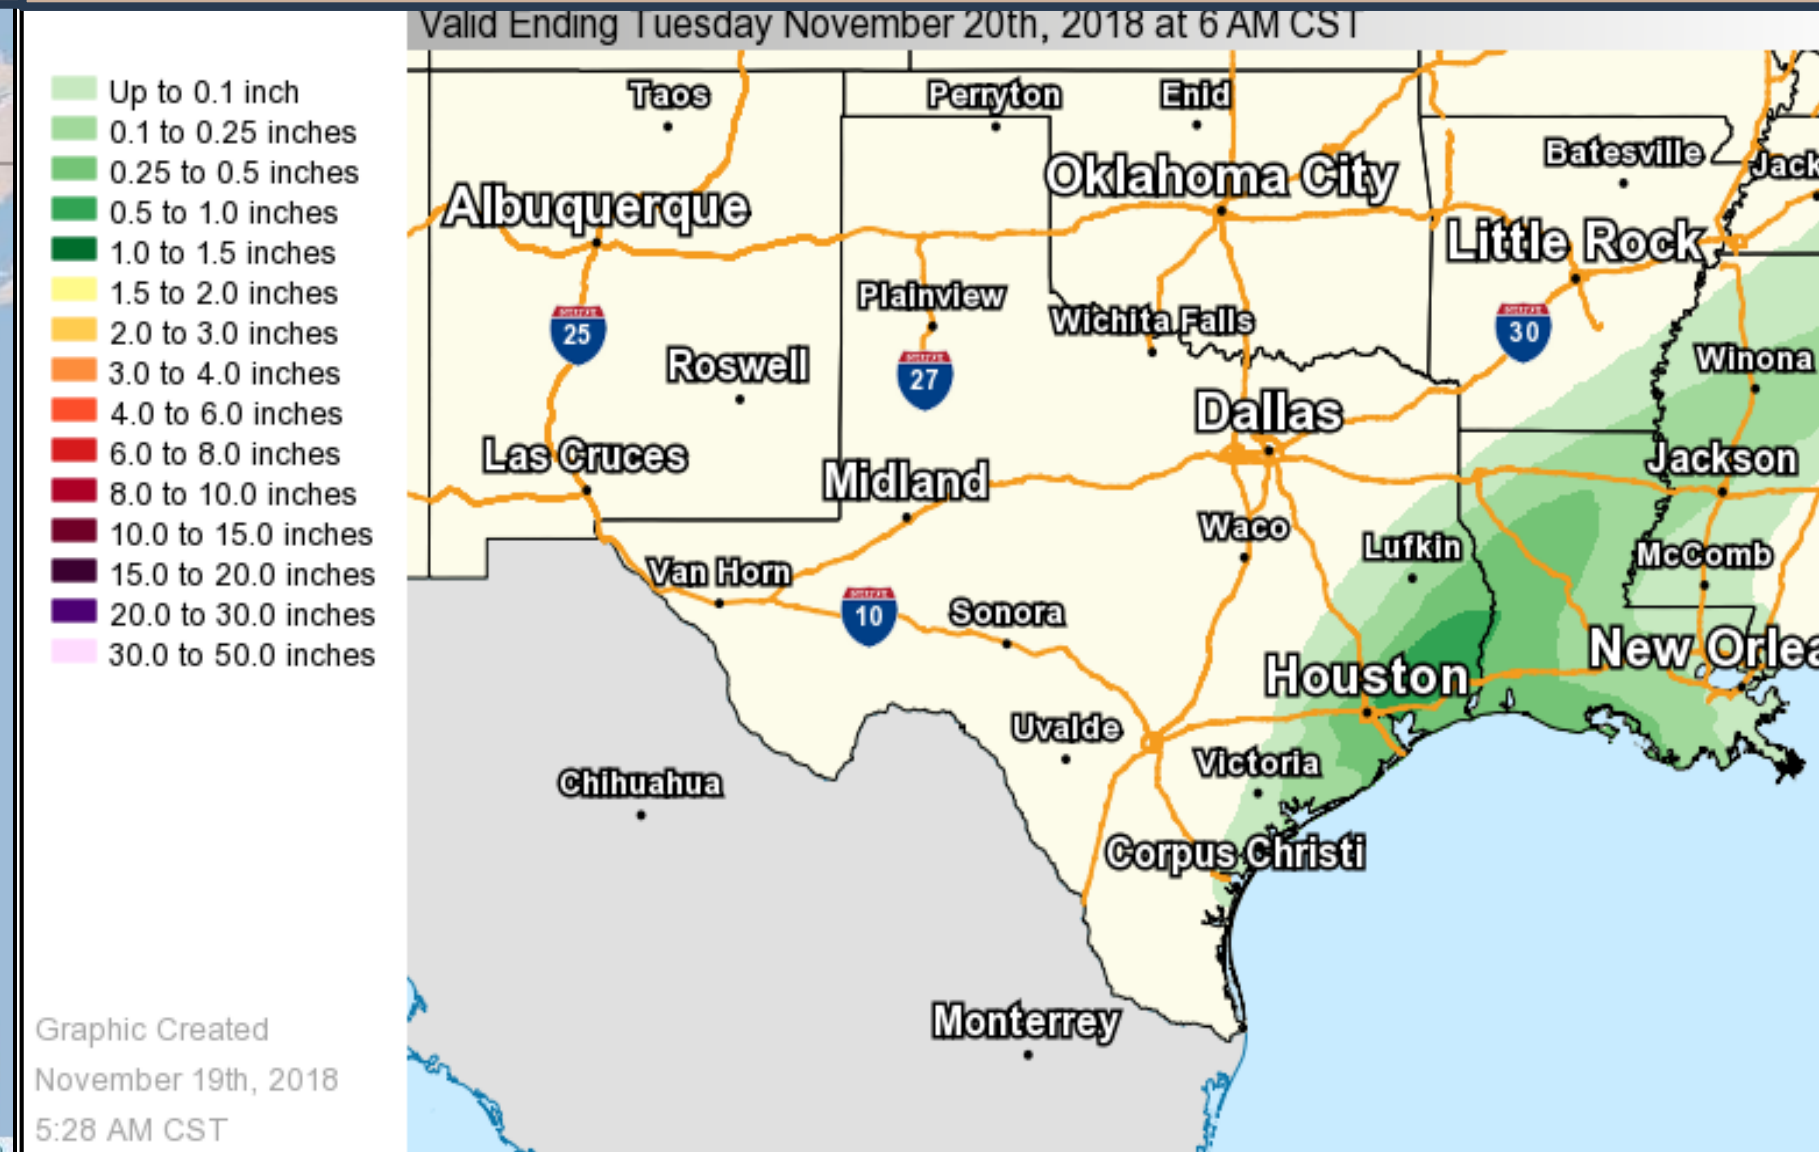 Valid Ending Tuesday November 20th, 2018 at 6 AM CST
Up to 0.1 inch
0.1 to 0.25 inches
0.25 to 0.5 inches
0.5 to 1.0 inches
1.0 to 1.5 inches
1.5 to 2.0 inches
2.0 to 3.0 inches
3.0 to 4.0 inches
4.0 to 6.0 inches
6.0 to 8.0 inches
8.0 to 10.0 inches
10.0 to 15.0 inches
15.0 to 20.0 inches
20.0 to 30.0 inches
30.0 to 50.0 inches
Graphic Created
November 19th, 2018
5:28 AM CST
Taos
Perryton
Enid
Batesville
Jack
Oklahoma City
Albuquerque
Little Rock
Plainview
Wichita Falls
25
30
Roswell
27
Winona
Dallas
Las Cruces
Midland
Jackson
Waco
Lufkin
McComb
Van Horn
10
Sonora
New Orlea
Houston
Uvalde
Victoria
Chihuahua
Corpus Christi
Monterrey